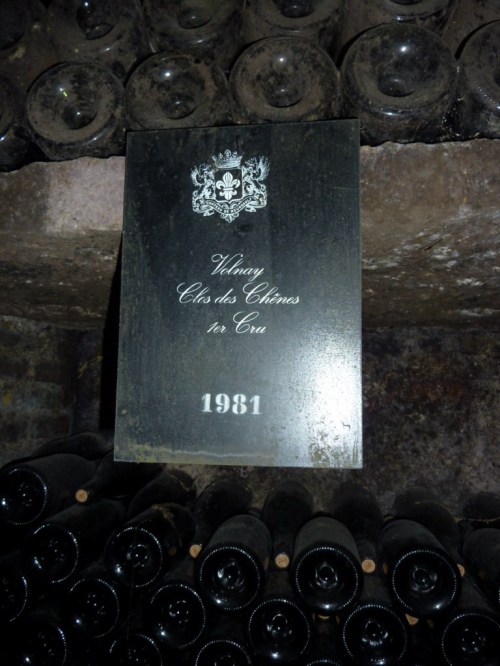 Volnay
Clos des Chênes
1er Cru
1981